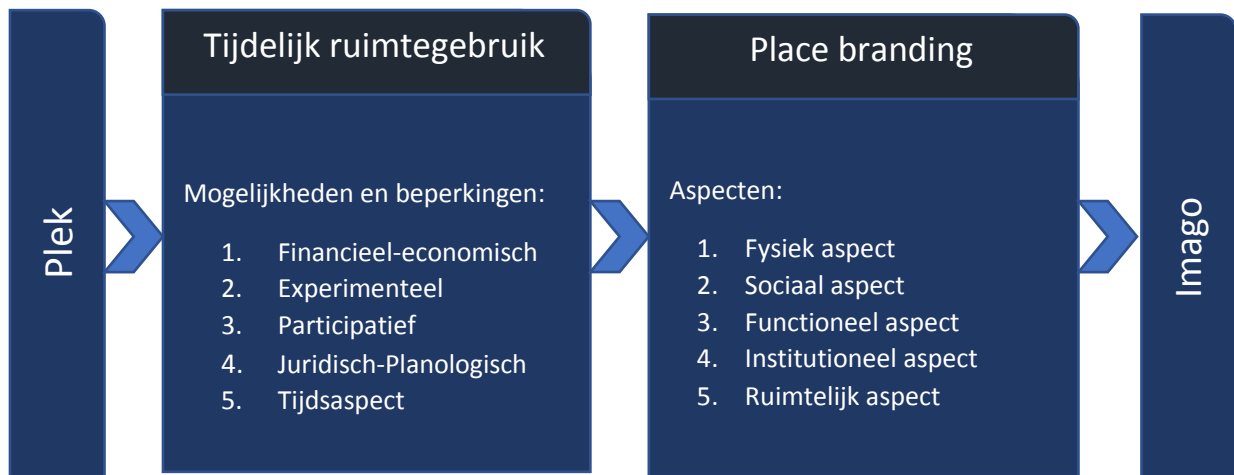 Plek
Tijdelijk ruimtegebruik
Mogelijkheden en beperkingen:
1. Financieel-economisch
2. Experimenteel
3. Participatief
4. Juridisch-Planologisch
5. Tijdsaspect
Place branding
Aspecten:
1. Fysiek aspect
2. Sociaal aspect
3. Functioneel aspect
4. Institutioneel aspect
5. Ruimtelijk aspect
Imago